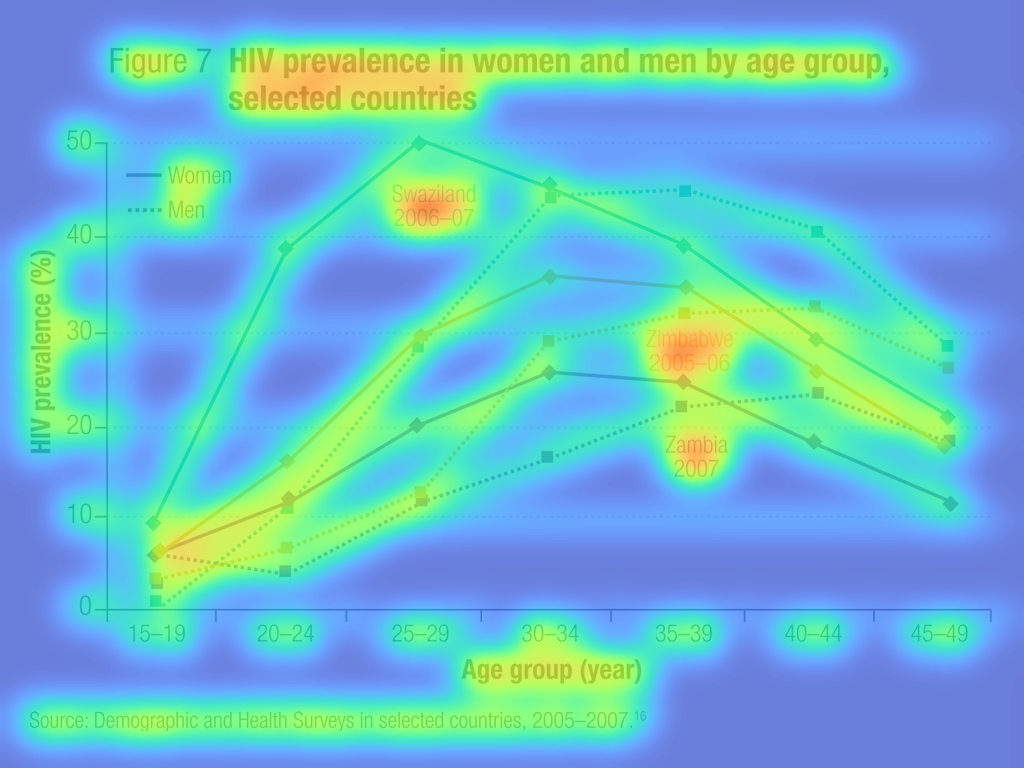 Figure 7 HIV prevalence in women and men by age group,
selected countries
50
Women
Swaziland
2006–07
Men
40
HIV prevalence (%)
30
Zimbabwe
2005–06
20
Zambia
2007
10
0
15–19 20–24 25–29 30–34 35–39 40–44 45–49
Age group (year)
Source: Demographic and Health Surveys in selected countries, 2005–2007.16